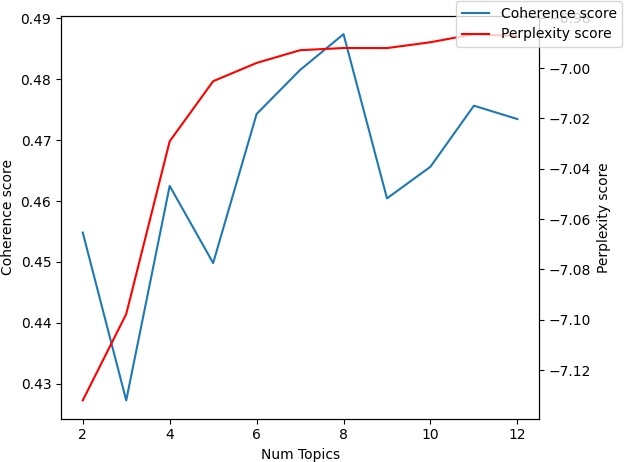 Coherence score
Perplexity score
0.49
0.48
0.47
0.46
0.45
0.44
0.43
Coherence score
−6.98
−7.00
−7.02
−7.04
−7.06
−7.08
−7.10
−7.12
Perplexity score
2 4 6 8 10 12
Num Topics